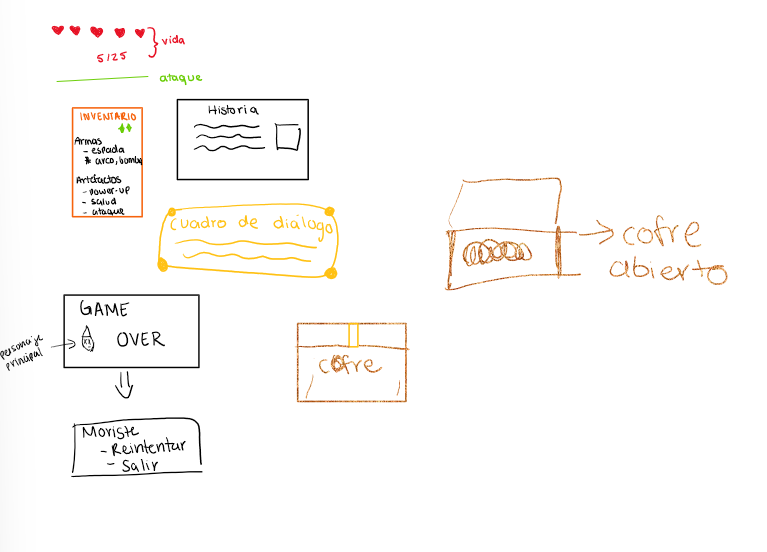 vida
5/25
ataque
INVENTARIO
Armas
- espada
* arco, bomba
Artefactos
- power-up
- salud
- ataque
Historia
Cuadro de diálogo
cofre
abierto
GAME
OVER
personaje
principal
cofre
Moriste
- Reintentar
- Salir